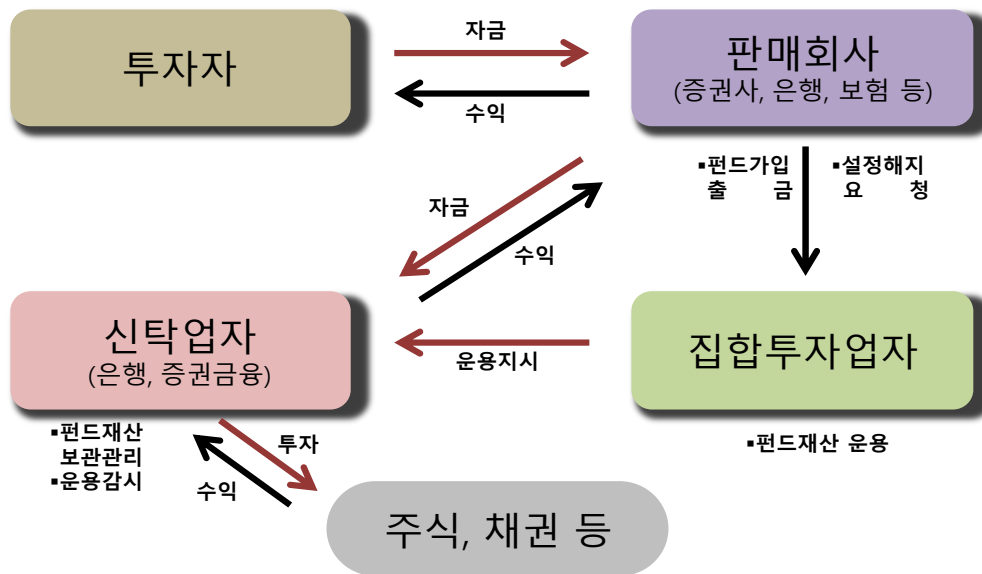 자금
투자자
판매회사
(증권사, 은행, 보험 등)
수익
▪펀드가입
출 금
▪설정해지
요 청
자금
수익
신탁업자
(은행, 증권금융)
운용지시
집합투자업자
▪펀드재산
보관관리
▪운용감시
투자
수익
▪펀드재산 운용
주식, 채권 등